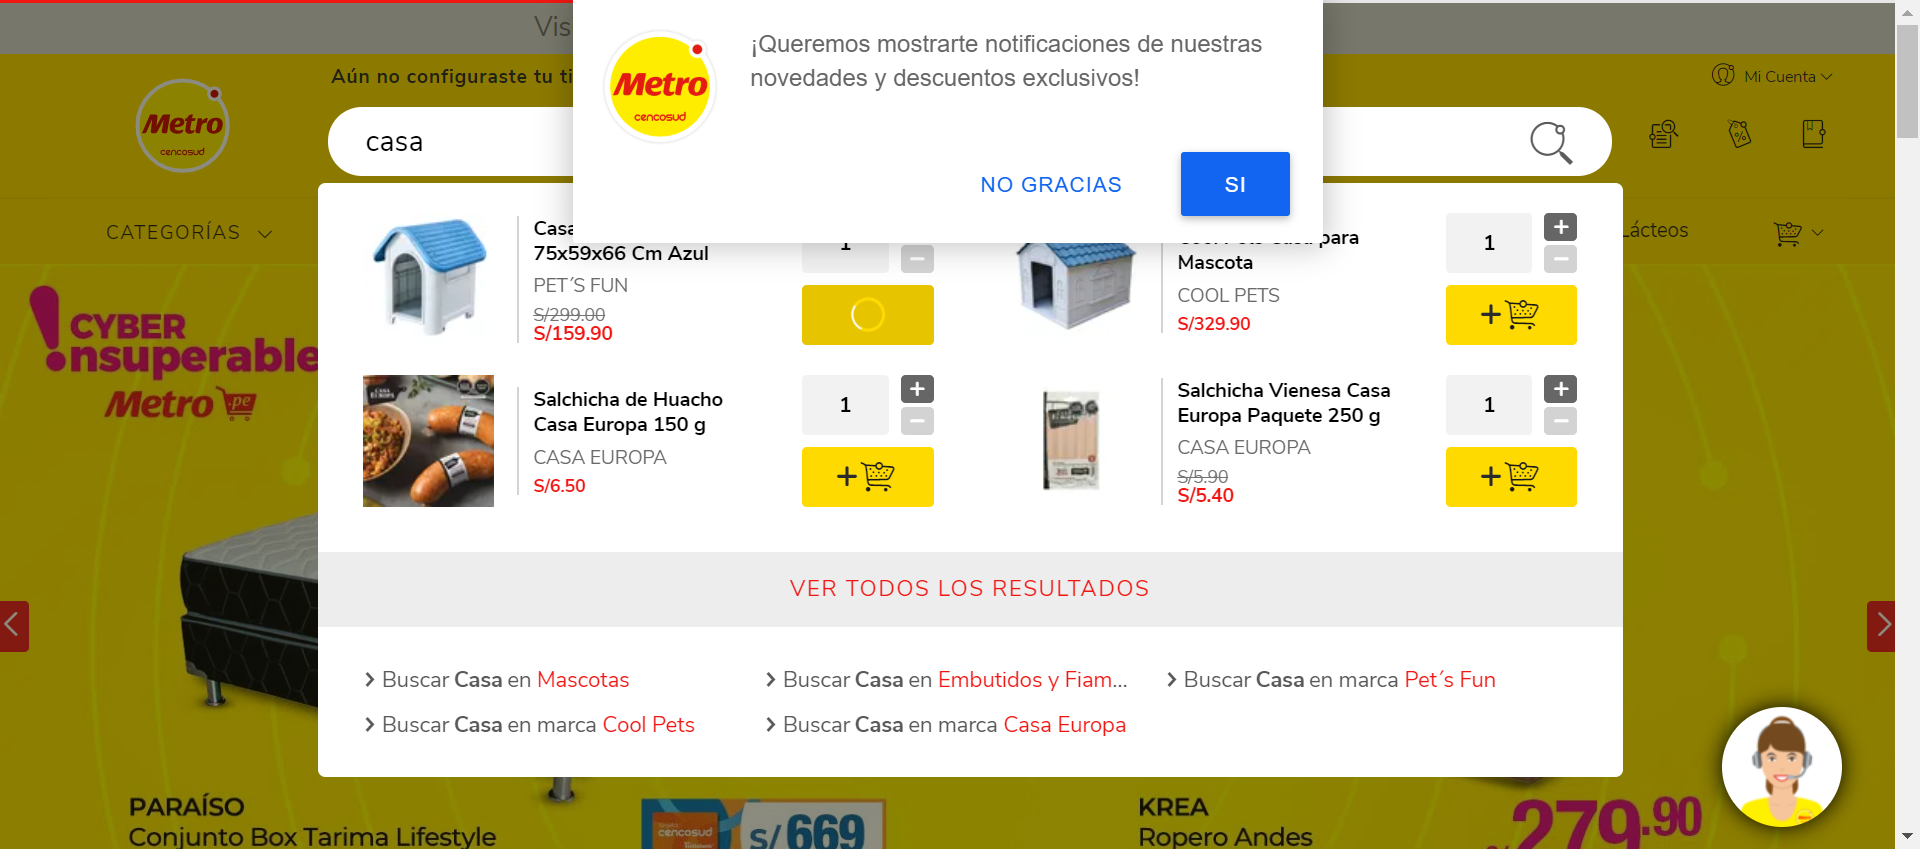 Vis
¡Queremos mostrarte notificaciones de nuestras
novedades y descuentos exclusivos!
Metro
cencosud
NO GRACIAS
SI
Aún no configuraste tu ti
Mi Cuenta
Metro
cencosud
casa
CATEGORÍAS
Lácteos
Casa
75x59x66 Cm Azul
PET´S FUN
S/299.00
S/159.90
1
Cool Pets Casa para
Mascota
COOL PETS
S/329.90
1
+
Salchicha de Huacho
Casa Europa 150 g
CASA EUROPA
S/6.50
1
+
Salchicha Vienesa Casa
Europa Paquete 250 g
CASA EUROPA
S/5.90
S/5.40
1
+
VER TODOS LOS RESULTADOS
Buscar Casa en Mascotas
Buscar Casa en Embutidos y Fiam...
Buscar Casa en marca Pet´s Fun
Buscar Casa en marca Cool Pets
Buscar Casa en marca Casa Europa
CYBER
!nsuperable
Metro .pe
PARAÍSO
Conjunto Box Tarima Lifestyle
cencosud
S/669
KREA
Ropero Andes
279.90